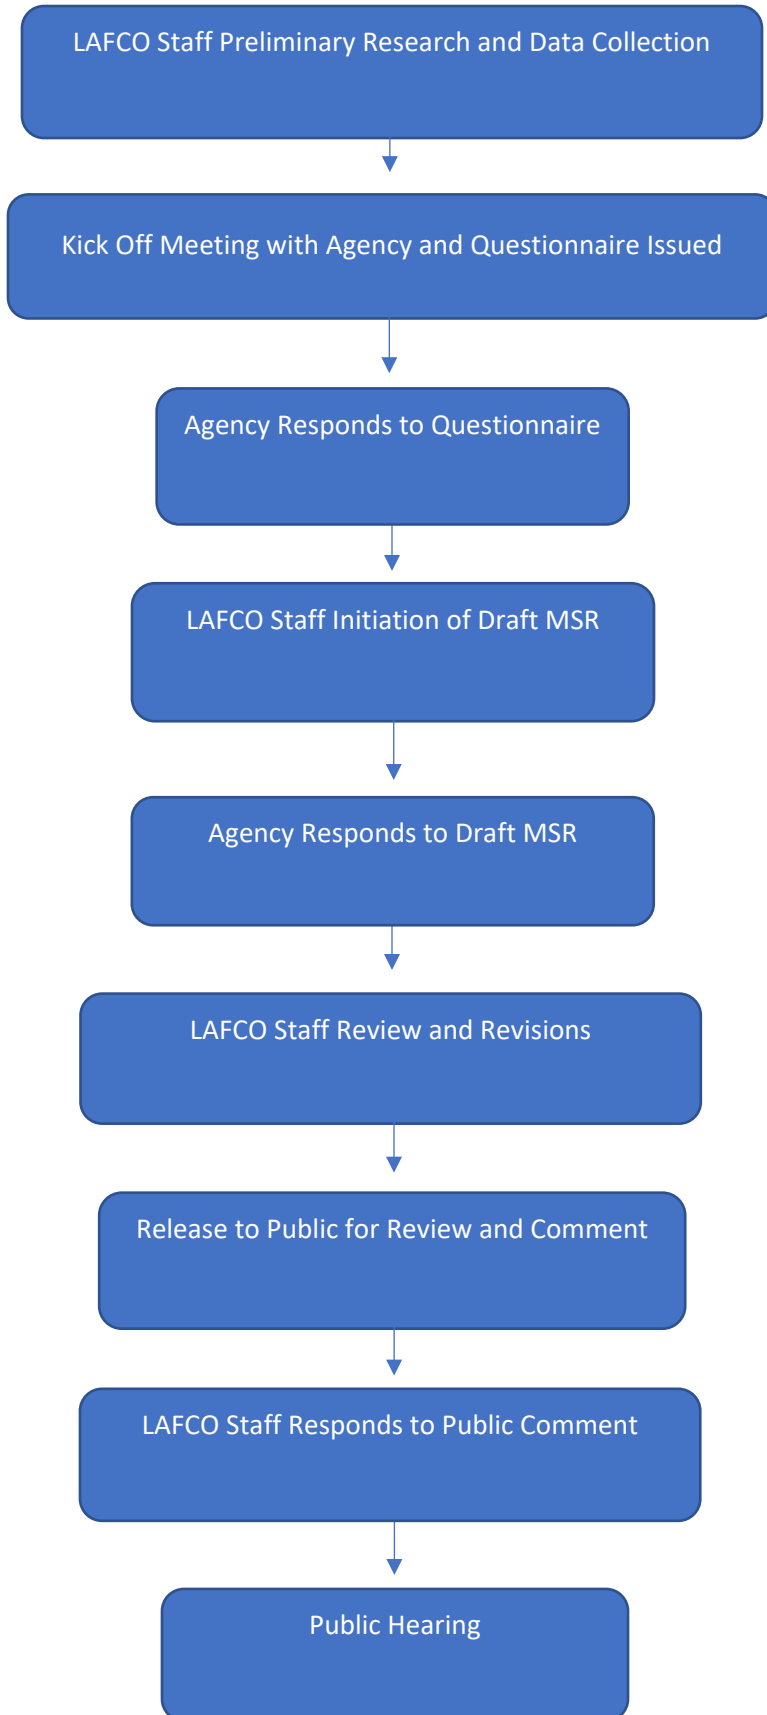 LAFCO Staff Preliminary Research and Data Collection
Kick Off Meeting with Agency and Questionnaire Issued
Agency Responds to Questionnaire
LAFCO Staff Initiation of Draft MSR
Agency Responds to Draft MSR
LAFCO Staff Review and Revisions
Release to Public for Review and Comment
LAFCO Staff Responds to Public Comment
Public Hearing